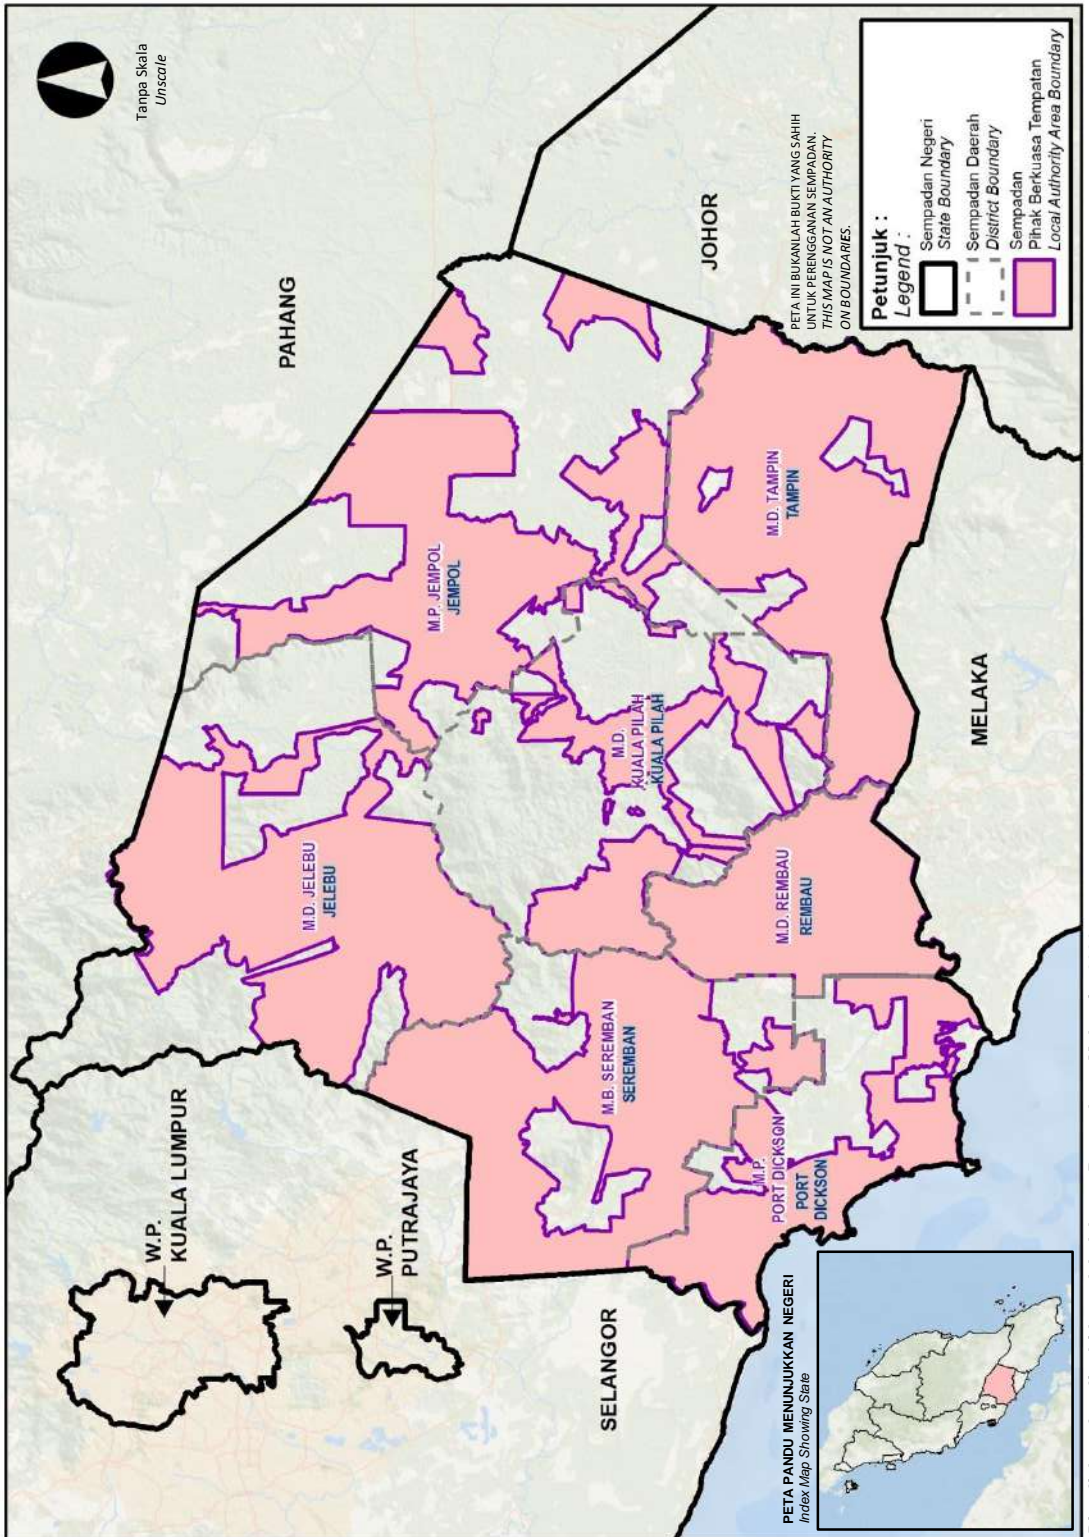 Tanpa Skala
Unscale
PAHANG
JOHOR
PETA INI BUKANLAH BUKTI YANG SAHIH
UNTUK PERENGGANAN SEMPADAN.
THIS MAP IS NOT AN AUTHORITY
ON BOUNDARIES.
Petunjuk :
Legend :
Sempadan Negeri
State Boundary
Sempadan Daerah
District Boundary
Sempadan
Pihak Berkuasa Tempatan
Local Authority Area Boundary
W.P.
KUALA LUMPUR
W.P.
PUTRAJAYA
SELANGOR
MELAKA
M.D. JELEBU
JELEBU
M.P. JEMPOL
JEMPOL
M.B. SEREMBAN
SEREMBAN
M.D.
KUALA PILAH
KUALA PILAH
M.D. TAMPIN
TAMPIN
M.D. REMBAU
REMBAU
M.P.
PORT DICKSON
PORT
DICKSON
PETA PANDU MENUNJUKKAN NEGERI
Index Map Showing State